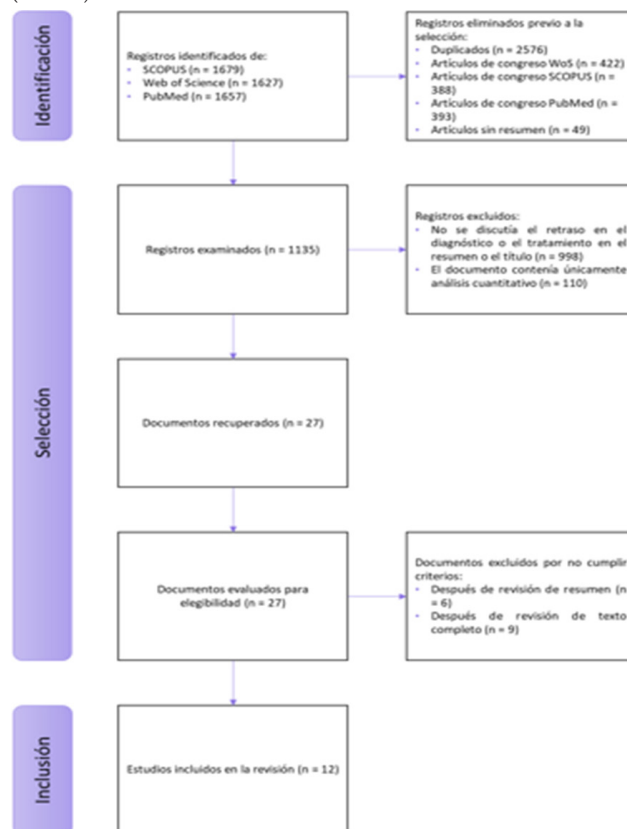 Identificación
Registros identificados de:
• SCOPUS (n = 1679)
• Web of Science (n = 1627)
• PubMed (n = 1657)
Registros eliminados previo a la
selección:
• Duplicados (n = 2576)
• Artículos de congreso WoS (n = 422)
• Artículos de congreso SCOPUS (n =
388)
• Artículos de congreso PubMed (n =
393)
• Artículos sin resumen (n = 49)
Selección
Registros examinados (n = 1135)
Registros excluidos:
• No se discutía el retraso en el
diagnóstico o el tratamiento en el
resumen o el título (n = 998)
• El documento contenía únicamente
análisis cuantitativo (n = 110)
Documentos recuperados (n = 27)
Documentos evaluados para
elegibilidad (n = 27)
Documentos excluidos por no cumplir
criterios:
• Después de revisión de resumen (n
= 6)
• Después de revisión de texto
completo (n = 9)
Inclusión
Estudios incluidos en la revisión (n = 12)